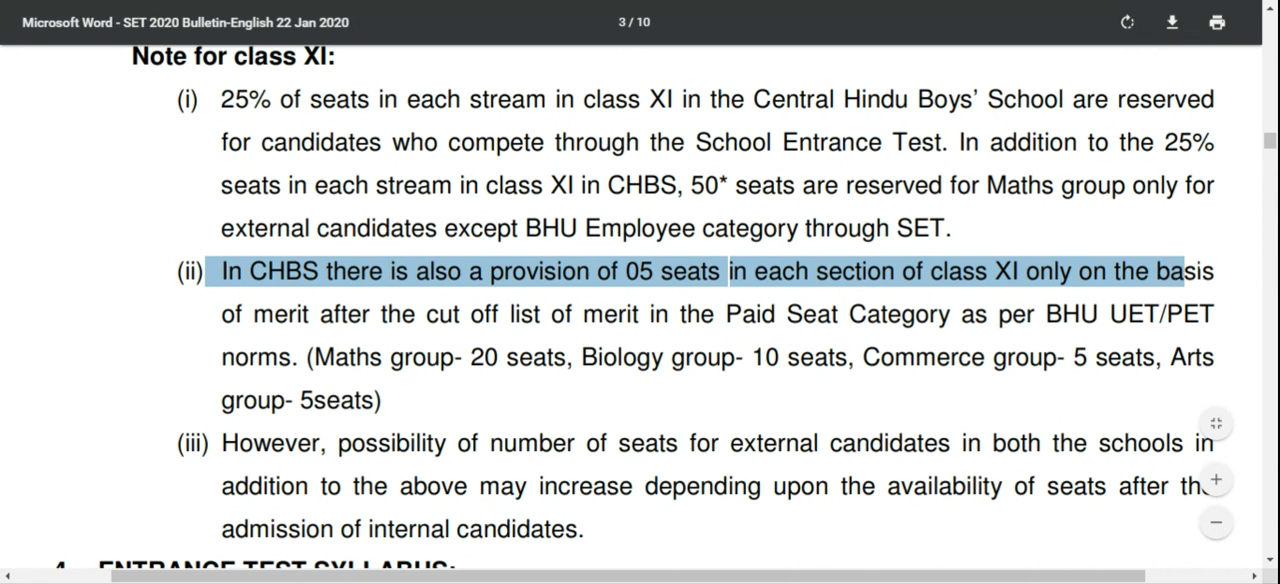 Microsoft Word - SET 2020 Bulletin-English 22 Jan 2020
3 / 10
Note for class XI:
(i) 25% of seats in each stream in class XI in the Central Hindu Boys' School are reserved
for candidates who compete through the School Entrance Test. In addition to the 25%
seats in each stream in class XI in CHBS, 50* seats are reserved for Maths group only for
external candidates except BHU Employee category through SET.
(ii) In CHBS there is also a provision of 05 seats in each section of class XI only on the basis
of merit after the cut off list of merit in the Paid Seat Category as per BHU UET/PET
norms. (Maths group- 20 seats, Biology group- 10 seats, Commerce group- 5 seats, Arts
group- 5seats)
(iii) However, possibility of number of seats for external candidates in both the schools in
addition to the above may increase depending upon the availability of seats after the
admission of internal candidates.
4. ENTRANCE TEST SYLLABUS: